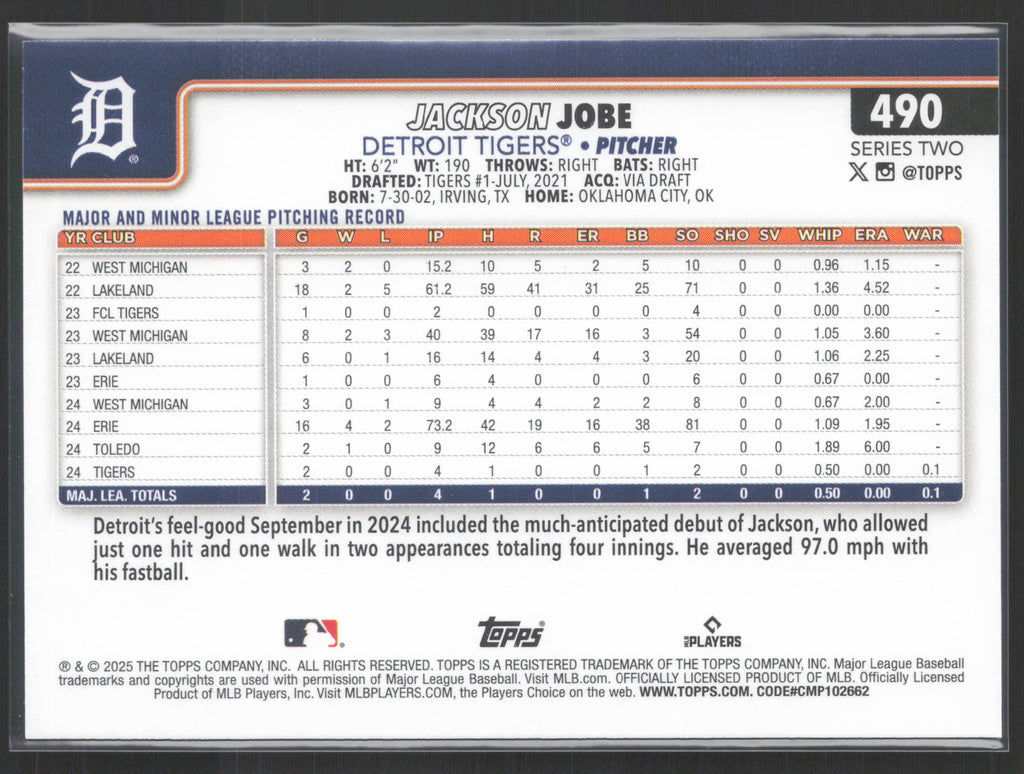 D®
JACKSON JOBE
490
DETROIT TIGERS® • PITCHER
SERIES TWO
HT: 6'2" WT: 190 THROWS: RIGHT BATS: RIGHT
@TOPPS
DRAFTED: TIGERS #1-JULY, 2021 ACQ: VIA DRAFT
BORN: 7-30-02, IRVING, TX HOME: OKLAHOMA CITY, OK
MAJOR AND MINOR LEAGUE PITCHING RECORD
YR CLUB G W L IP H R ER BB SO SHO SV WHIP ERA WAR
22 WEST MICHIGAN 3 2 0 15.2 10 5 2 5 10 0 0 0.96 1.15 -
22 LAKELAND 18 2 5 61.2 59 41 31 25 71 0 0 1.36 4.52 -
23 FCL TIGERS 1 0 0 2 0 0 0 0 4 0 0 0.00 0.00 -
23 WEST MICHIGAN 8 2 3 40 39 17 16 3 54 0 0 1.05 3.60 -
23 LAKELAND 6 0 1 16 14 4 4 3 20 0 0 1.06 2.25 -
23 ERIE 1 0 0 6 4 0 0 0 6 0 0 0.67 0.00 -
24 WEST MICHIGAN 3 0 1 9 4 4 2 2 8 0 0 0.67 2.00 -
24 ERIE 16 4 2 73.2 42 19 16 38 81 0 0 1.09 1.95 -
24 TOLEDO 2 1 0 9 12 6 6 5 7 0 0 1.89 6.00 -
24 TIGERS 2 0 0 4 1 0 0 1 2 0 0 0.50 0.00 0.1
MAJ. LEA. TOTALS 2 0 0 4 1 0 0 1 2 0 0 0.50 0.00 0.1
Detroit's feel-good September in 2024 included the much-anticipated debut of Jackson, who allowed
just one hit and one walk in two appearances totaling four innings. He averaged 97.0 mph with
his fastball.
Topps®
MLB PLAYERS
® & © 2025 THE TOPPS COMPANY, INC. ALL RIGHTS RESERVED. TOPPS IS A REGISTERED TRADEMARK OF THE TOPPS COMPANY, INC. Major League Baseball
trademarks and copyrights are used with permission of Major League Baseball. Visit MLB.com. OFFICIALLY LICENSED PRODUCT OF MLB. Officially Licensed
Product of MLB Players, Inc. Visit MLBPLAYERS.COM, the Players Choice on the web. WWW.TOPPS.COM. CODE#CMP102662